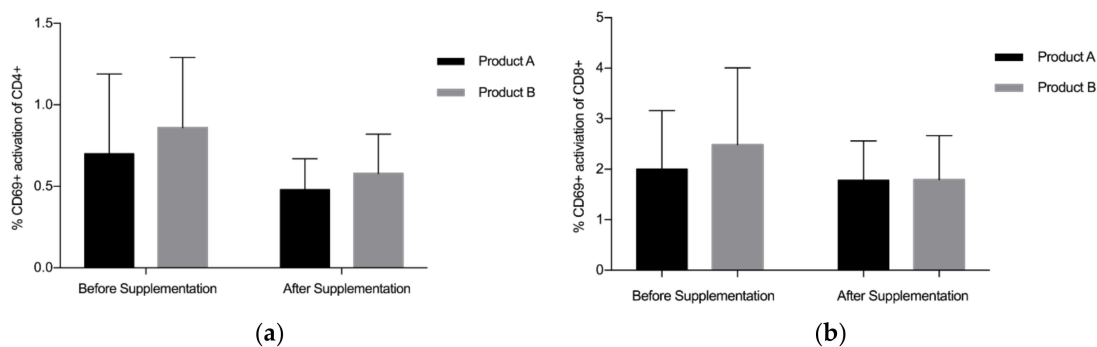 % CD69+ activation of CD4+
1.5
1.0
0.5
0.0
Product A
Product B
Before Supplementation
After Supplementation
(a)
% CD69+ activiation of CD8+
5
4
3
2
1
0
Product A
Product B
Before Supplementation
After Supplementation
(b)